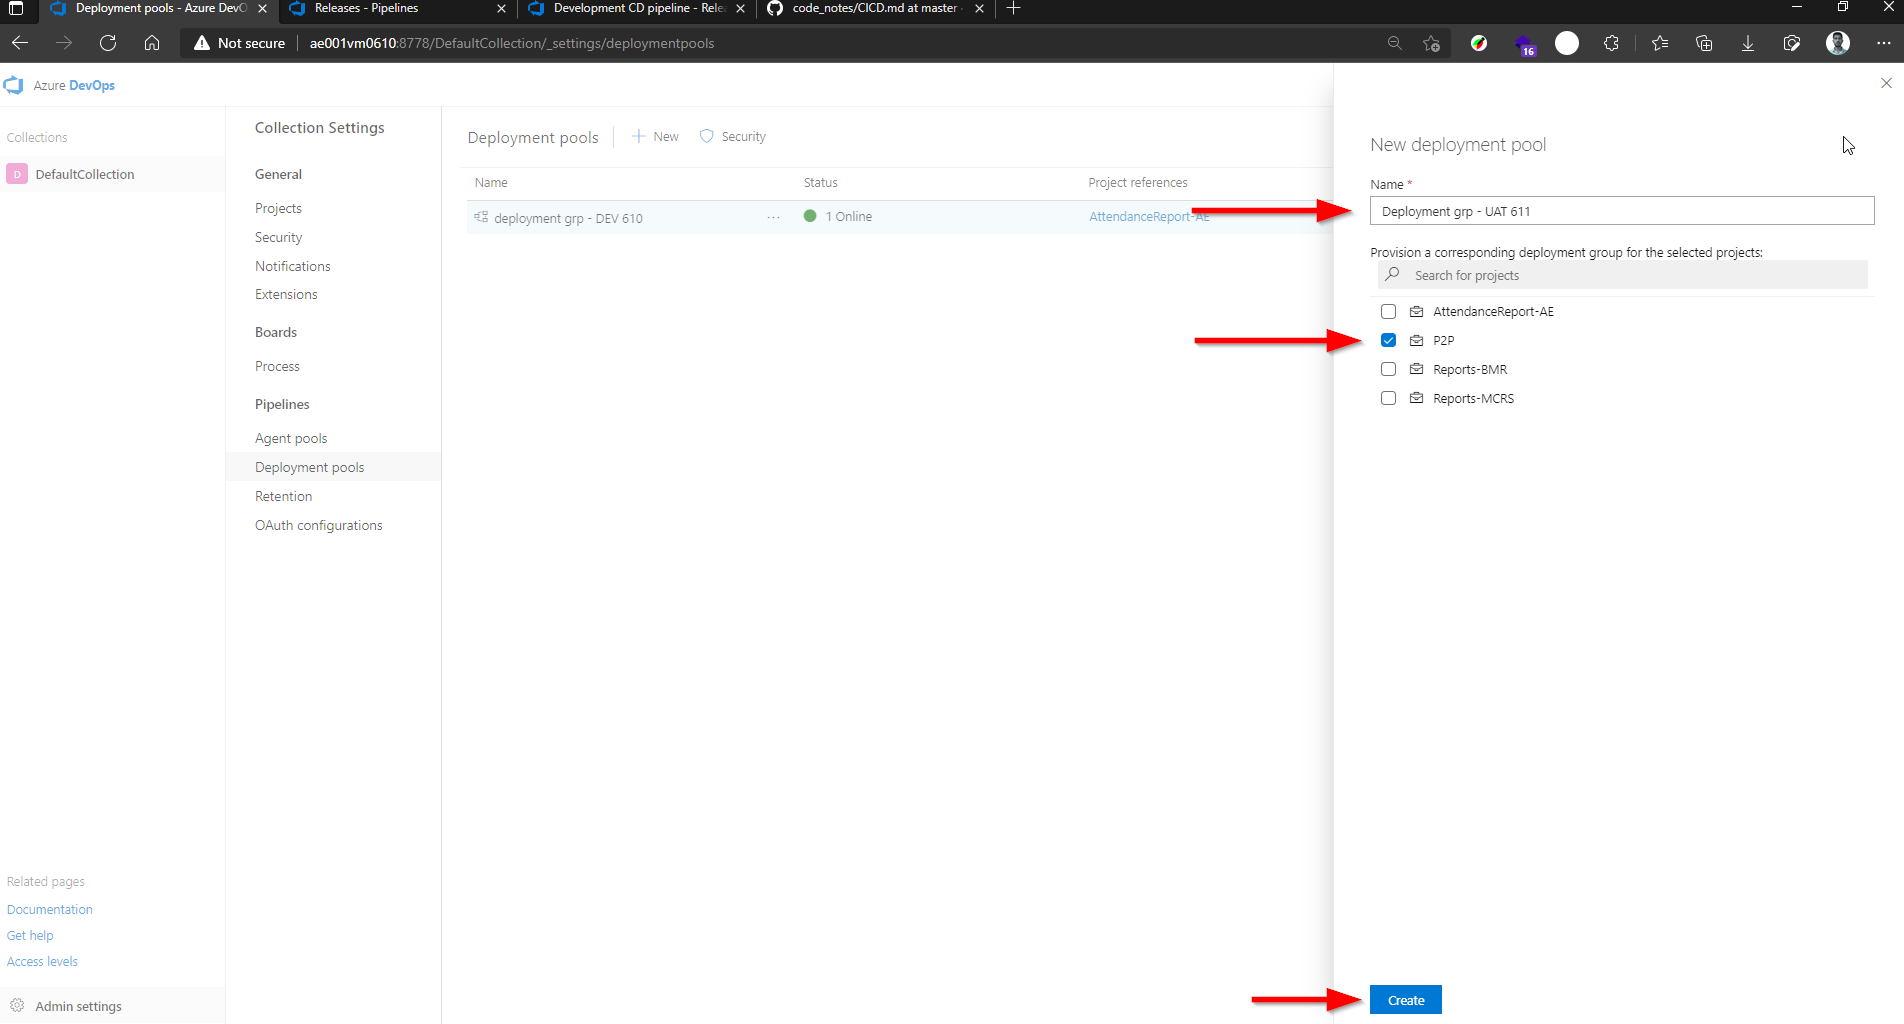 Deployment pools - Azure DevO
Releases - Pipelines
Development CD pipeline - Rele
code_notes/CICD.md at master
Not secure
ae001vm0610:8778/DefaultCollection/_settings/deploymentpools
16
Azure DevOps
Collections
D
DefaultCollection
Related pages
Documentation
Get help
Access levels
Admin settings
Collection Settings
General
Projects
Security
Notifications
Extensions
Boards
Process
Pipelines
Agent pools
Deployment pools
Retention
OAuth configurations
Deployment pools
New
Security
Name Status Project references
deployment grp - DEV 610 ... 1 Online AttendanceReport-AE
New deployment pool
Name *
Deployment grp - UAT 611
Provision a corresponding deployment group for the selected projects:
Search for projects
AttendanceReport-AE
P2P
Reports-BMR
Reports-MCRS
Create